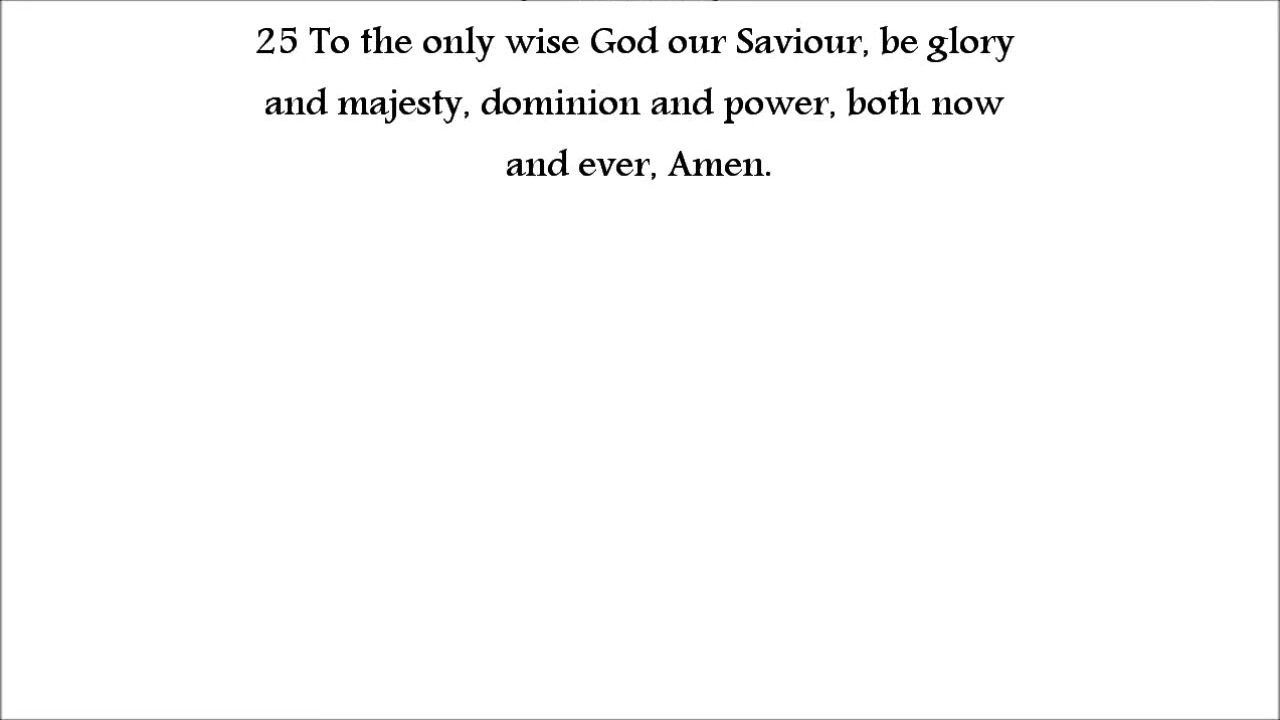 25 To the only wise God our Saviour, be glory
and majesty, dominion and power, both now
and ever, Amen.